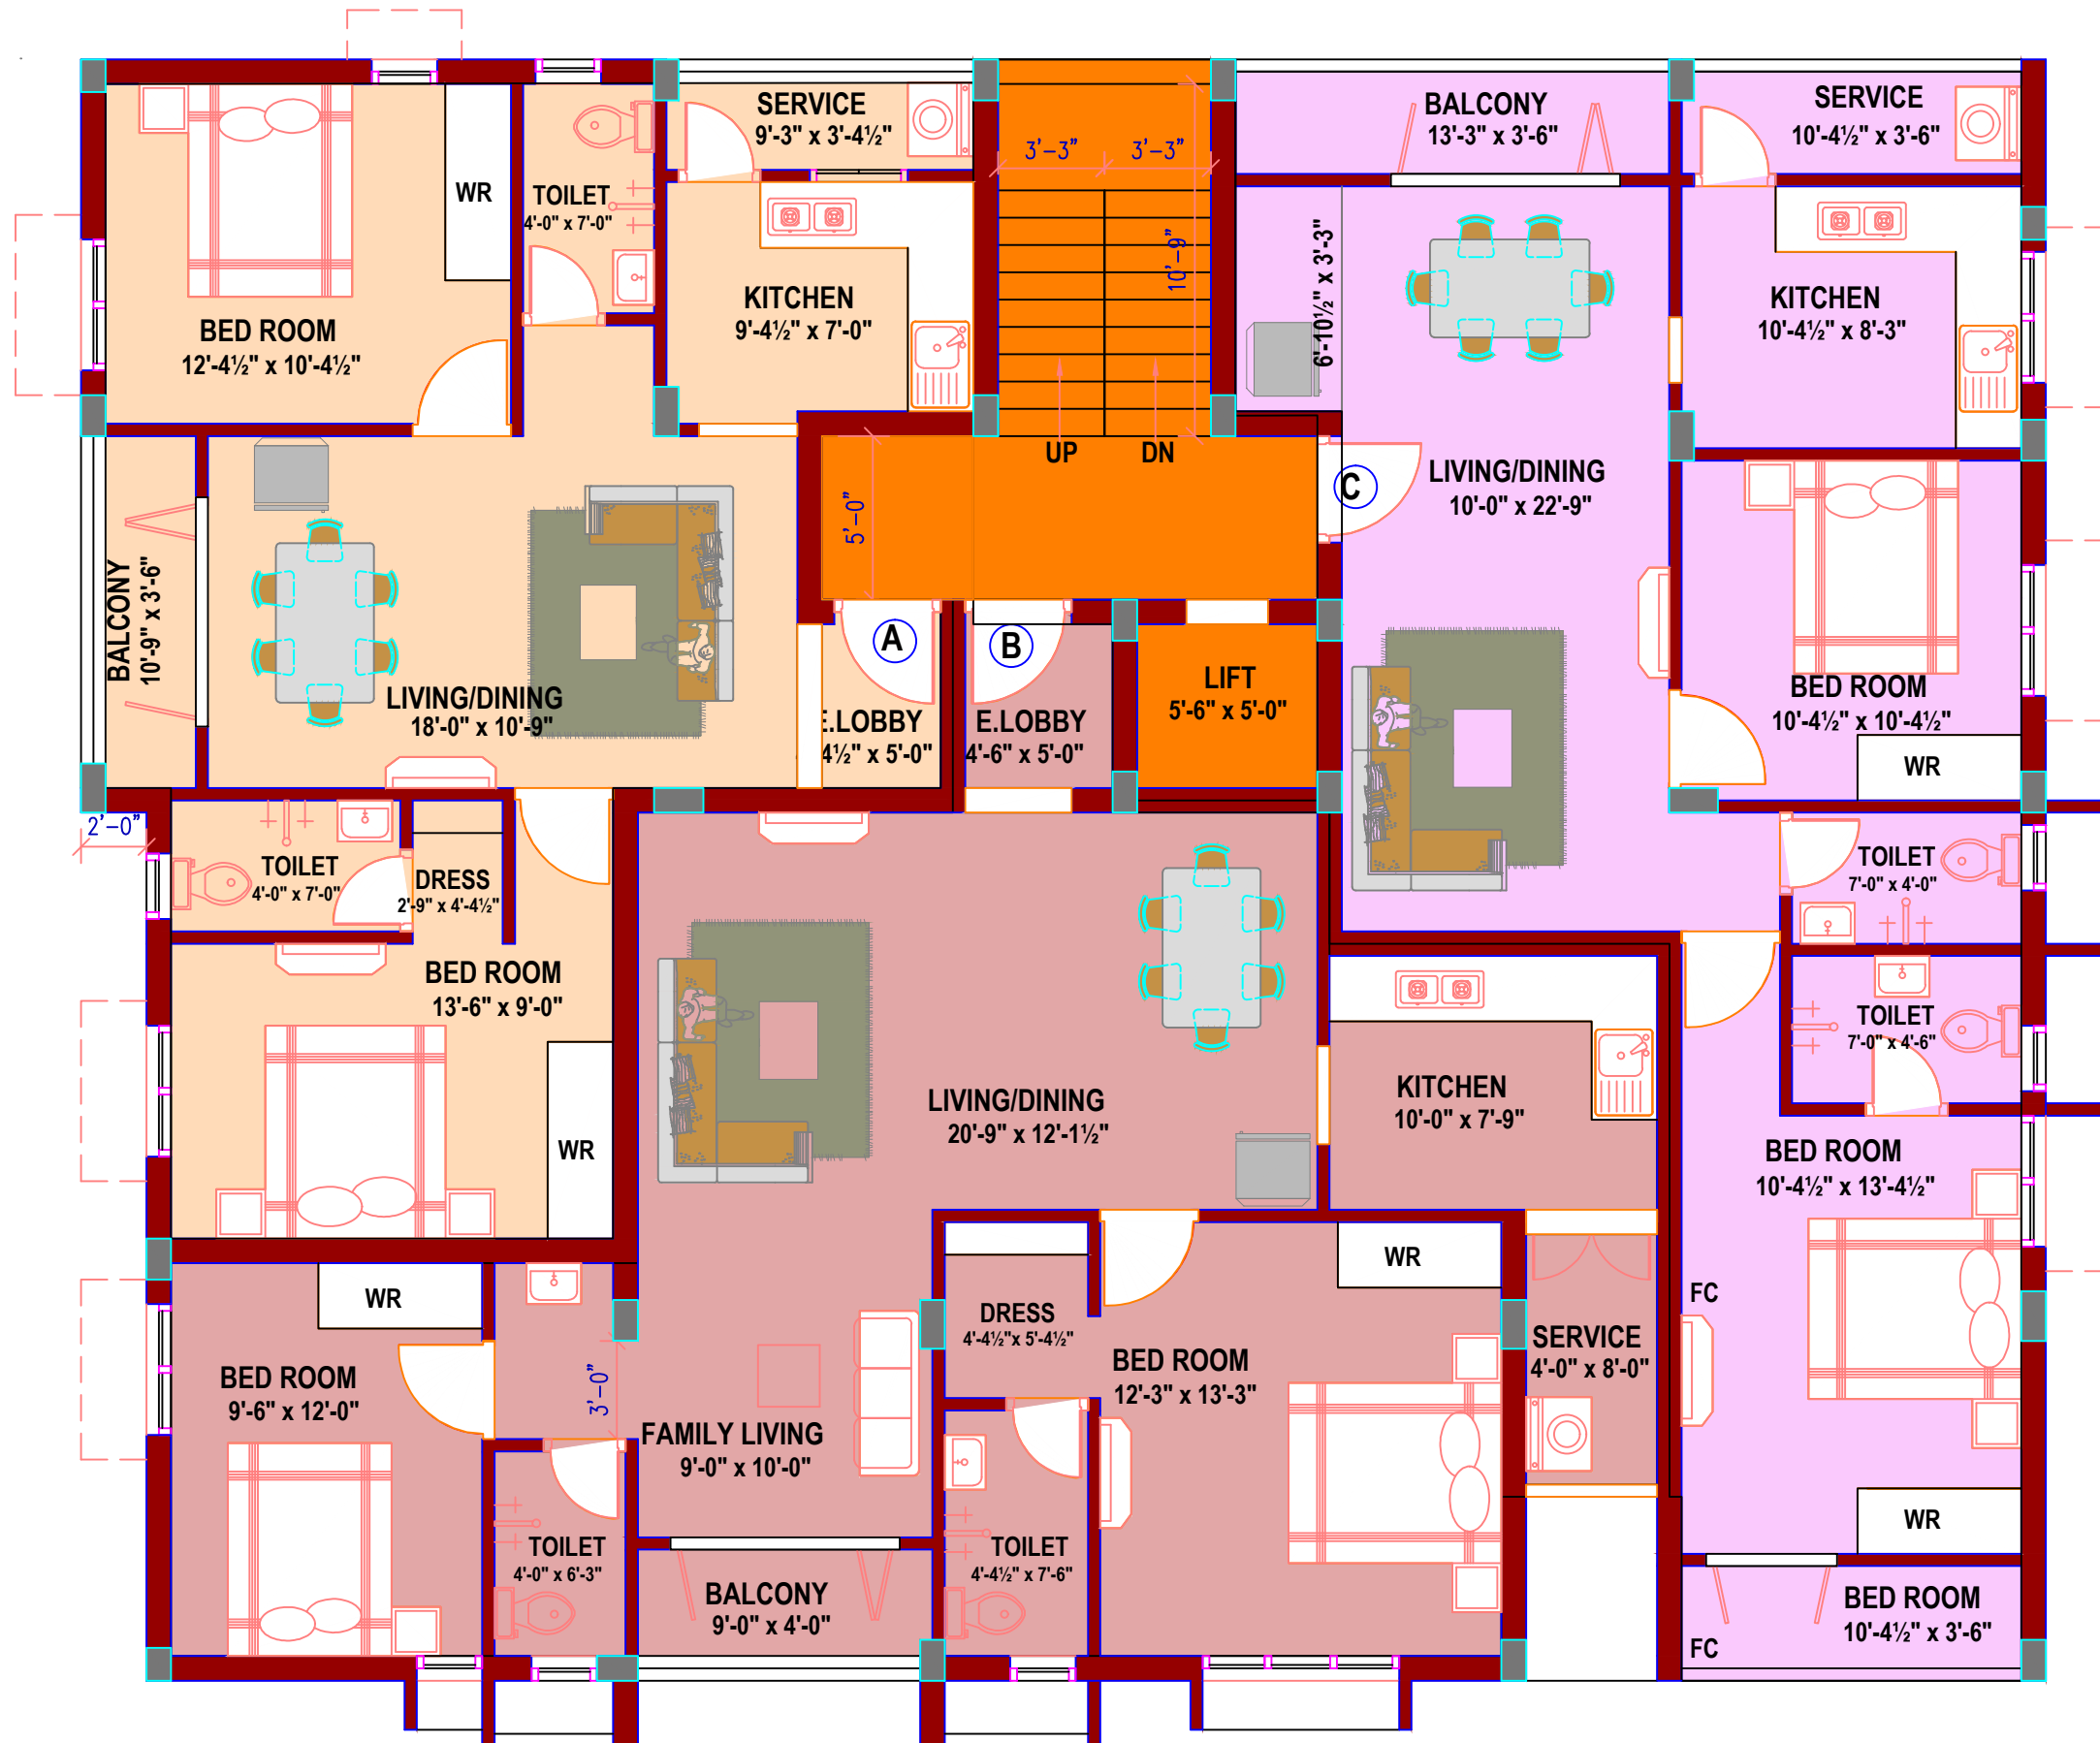 SERVICE
9'-3" x 3'-4½"
BALCONY
13'-3" x 3'-6"
SERVICE
10'-4½" x 3'-6"
3'-3"
3'-3"
WR
TOILET
4'-0" x 7'-0"
10'-9"
6'-10½" x 3'-3"
KITCHEN
9'-4½" x 7'-0"
KITCHEN
10'-4½" x 8'-3"
BED ROOM
12'-4½" x 10'-4½"
UP
DN
C
LIVING/DINING
10'-0" x 22'-9"
5'-0"
BALCONY
10'-9" x 3'-6"
A
B
LIVING/DINING
18'-0" x 10'-9"
E.LOBBY
4½" x 5'-0"
E.LOBBY
4'-6" x 5'-0"
LIFT
5'-6" x 5'-0"
BED ROOM
10'-4½" x 10'-4½"
WR
2'-0"
TOILET
4'-0" x 7'-0"
DRESS
2'-9" x 4'-4½"
TOILET
7'-0" x 4'-0"
BED ROOM
13'-6" x 9'-0"
TOILET
7'-0" x 4'-6"
LIVING/DINING
20'-9" x 12'-1½"
KITCHEN
10'-0" x 7'-9"
WR
BED ROOM
10'-4½" x 13'-4½"
WR
WR
DRESS
4'-4½"x 5'-4½"
FC
BED ROOM
9'-6" x 12'-0"
3'-0"
BED ROOM
12'-3" x 13'-3"
SERVICE
4'-0" x 8'-0"
FAMILY LIVING
9'-0" x 10'-0"
WR
TOILET
4'-0" x 6'-3"
TOILET
4'-4½" x 7'-6"
BALCONY
9'-0" x 4'-0"
BED ROOM
10'-4½" x 3'-6"
FC